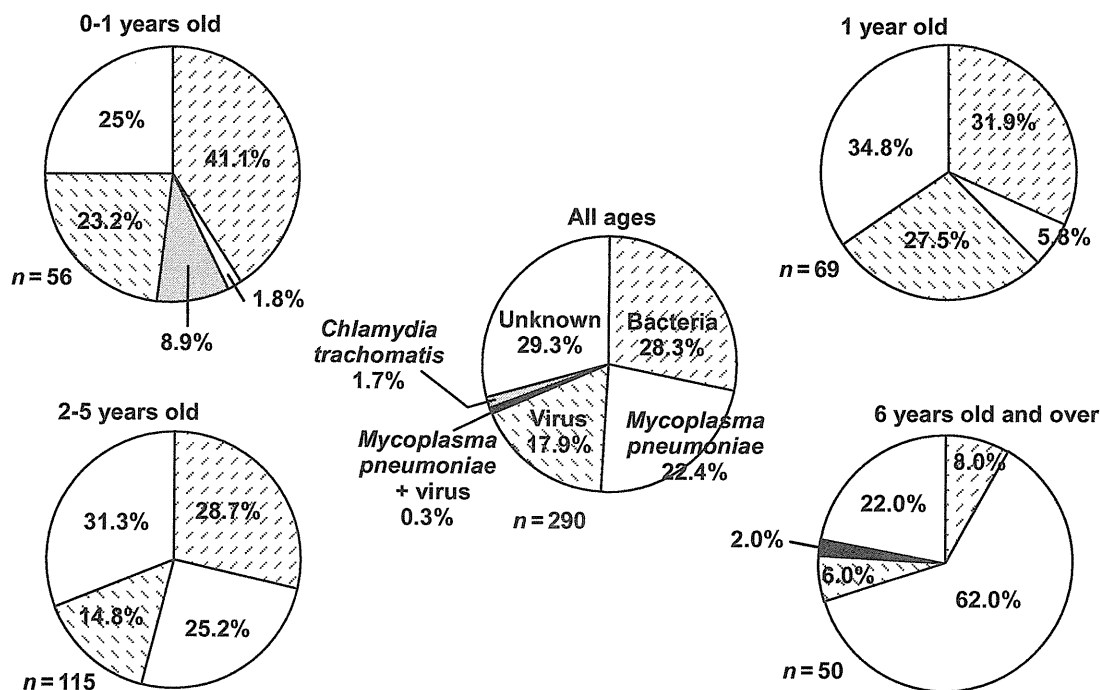 0-1 years old
25%
41.1%
23.2%
1.8%
8.9%
n=56
1 year old
34.8%
31.9%
27.5%
5.8%
n=69
All ages
Unknown
29.3%
Bacteria
28.3%
Chlamydia
trachomatis
1.7%
Virus
17.9%
Mycoplasma
pneumoniae
22.4%
Mycoplasma
pneumoniae
+ virus
0.3%
n=290
2-5 years old
31.3%
28.7%
14.8%
25.2%
n=115
6 years old and over
8.0%
22.0%
2.0%
6.0%
62.0%
n=50